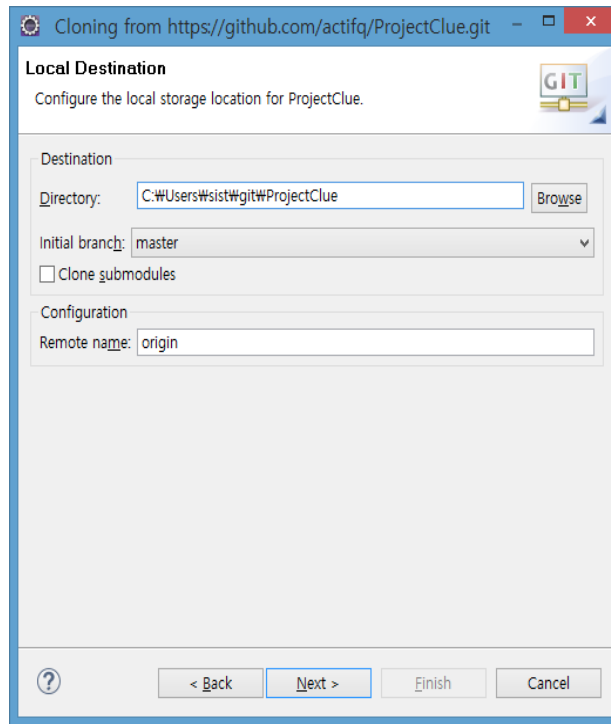 Cloning from https://github.com/actifq/ProjectClue.git
Local Destination
Configure the local storage location for ProjectClue.
GIT
Destination
Directory: C:₩Users₩sist₩git₩ProjectClue Browse
Initial branch: master
Clone submodules
Configuration
Remote name: origin
?
< Back Next > Finish Cancel